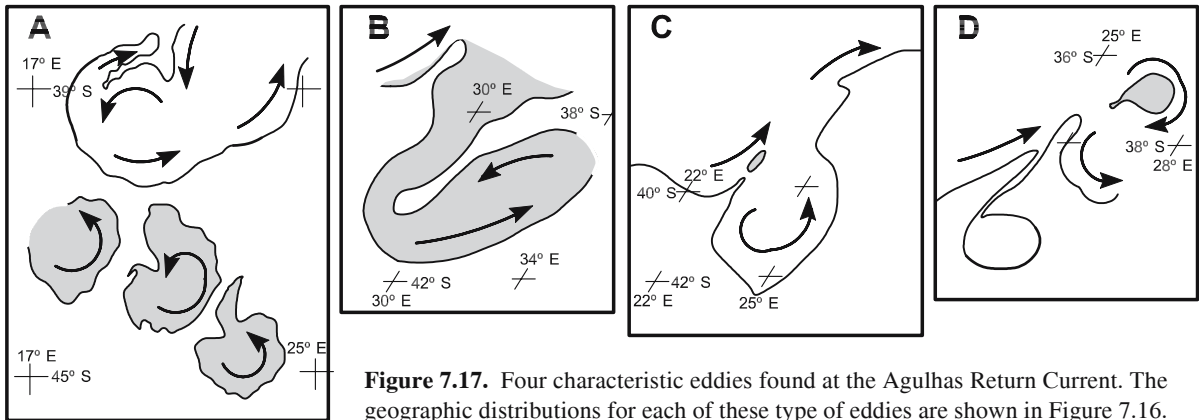 A
17º E
39º S
17º E
45º S
25º E
B
30º E
38º S
42º S
30º E
34º E
C
22º E
40º S
42º S
22º E
25º E
D
25º E
36º S
38º S
28º E
Figure 7.17. Four characteristic eddies found at the Agulhas Return Current. The
geographic distributions for each of these type of eddies are shown in Figure 7.16.